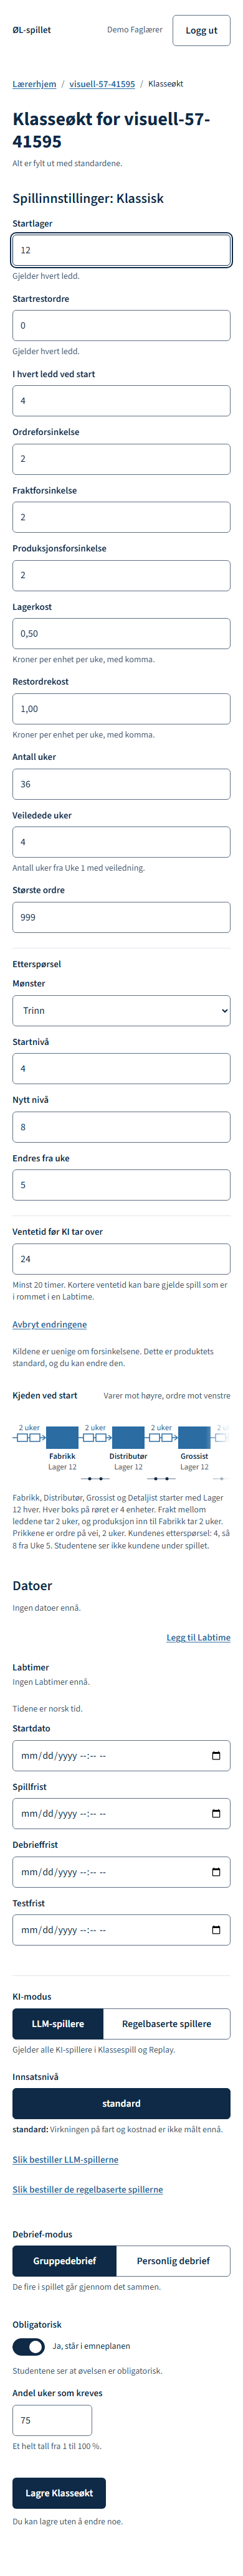 ØL-spillet
Demo Faglærer
Logg ut
Lærerhjem / visuell-57-41595 / Klasseøkt
Klasseøkt for visuell-57-
41595
Alt er fylt ut med standardene.
Spillinnstillinger: Klassisk
Startlager
12
Gjelder hvert ledd.
Startrestordre
0
Gjelder hvert ledd.
I hvert ledd ved start
4
Ordreforsinkelse
2
Fraktforsinkelse
2
Produksjonsforsinkelse
2
Lagerkost
0,50
Kroner per enhet per uke, med komma.
Restordrekost
1,00
Kroner per enhet per uke, med komma.
Antall uker
36
Veiledede uker
4
Antall uker fra Uke 1 med veiledning.
Største ordre
999
Etterspørsel
Mønster
Trinn
Startnivå
4
Nytt nivå
8
Endres fra uke
5
Ventetid før KI tar over
24
Minst 20 timer. Kortere ventetid kan bare gjelde spill som er
i rommet i en Labtime.
Avbryt endringene
Kildene er uenige om forsinkelsene. Dette er produktets
standard, og du kan endre den.
Kjeden ved start
Varer mot høyre, ordre mot venstre
2 uker 2 uker 2 uker
Fabrikk Distributør Grossist
Lager 12 Lager 12 Lager 12
Fabrikk, Distributør, Grossist og Detaljist starter med Lager
12 hver. Hver boks på røret er 4 enheter. Frakt mellom
leddene tar 2 uker, og produksjon inn til Fabrikk tar 2 uker.
Prikkene er ordre på vei, 2 uker. Kundenes etterspørsel: 4, så
8 fra Uke 5. Studentene ser ikke kundene under spillet.
Datoer
Ingen datoer ennå.
Legg til Labtime
Labtimer
Ingen Labtimer ennå.
Tidene er norsk tid.
Startdato
mm/dd/yyyy --:-- --
Spillfrist
mm/dd/yyyy --:-- --
Debrieffrist
mm/dd/yyyy --:-- --
Testfrist
mm/dd/yyyy --:-- --
KI-modus
LLM-spillere Regelbaserte spillere
Gjelder alle KI-spillere i Klassespill og Replay.
Innsatsnivå
standard
standard: Virkningen på fart og kostnad er ikke målt ennå.
Slik bestiller LLM-spillerne
Slik bestiller de regelbaserte spillerne
Debrief-modus
Gruppedebrief Personlig debrief
De fire i spillet går gjennom det sammen.
Obligatorisk
Ja, står i emneplanen
Studentene ser at øvelsen er obligatorisk.
Andel uker som kreves
75
Et helt tall fra 1 til 100 %.
Lagre Klasseøkt
Du kan lagre uten å endre noe.